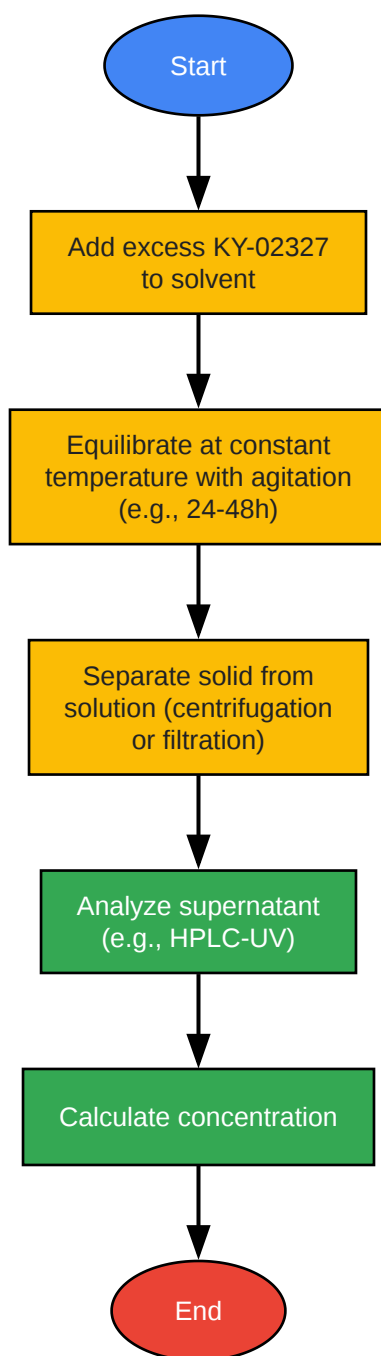 Start
Add excess KY-02327
to solvent
Equilibrate at constant
temperature with agitation
(e.g., 24-48h)
Separate solid from
solution (centrifugation
or filtration)
Analyze supernatant
(e.g., HPLC-UV)
Calculate concentration
End